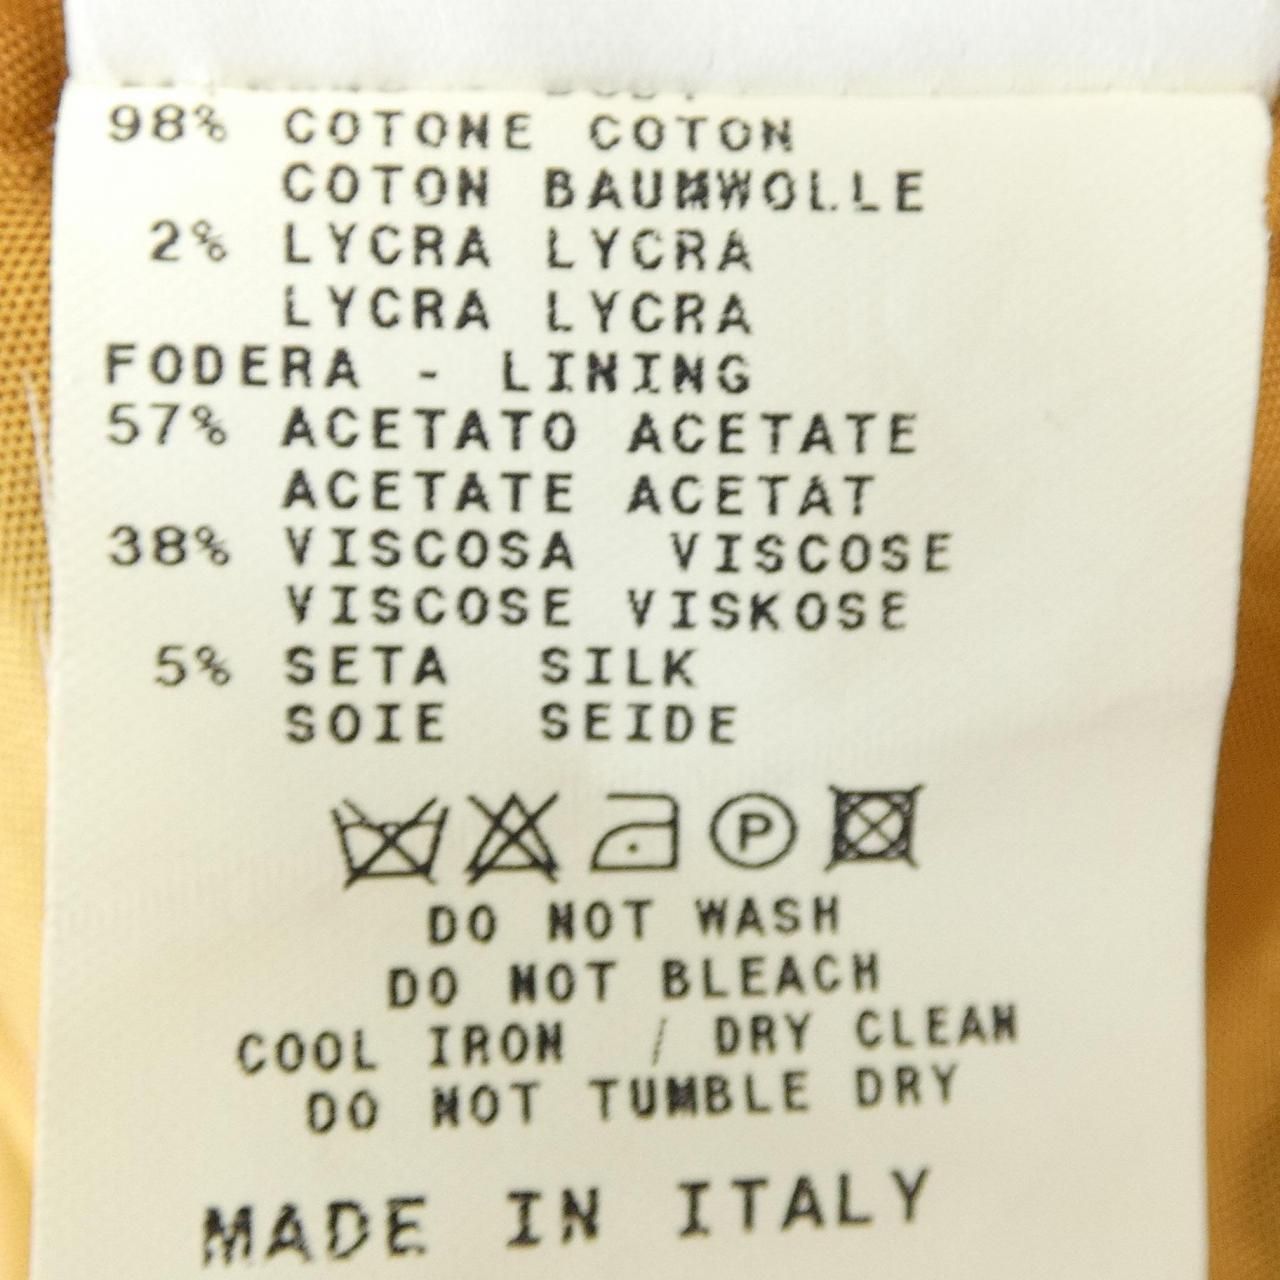 98% COTONE COTON
COTON BAUMWOLLE
2% LYCRA LYCRA
LYCRA LYCRA
FODERA - LINING
57% ACETATO ACETATE
ACETATE ACETAT
38% VISCOSA VISCOSE
VISCOSE VISKOSE
5% SETA SILK
SOIE SEIDE
P
DO NOT WASH
DO NOT BLEACH
COOL IRON / DRY CLEAN
DO NOT TUMBLE DRY
MADE IN ITALY